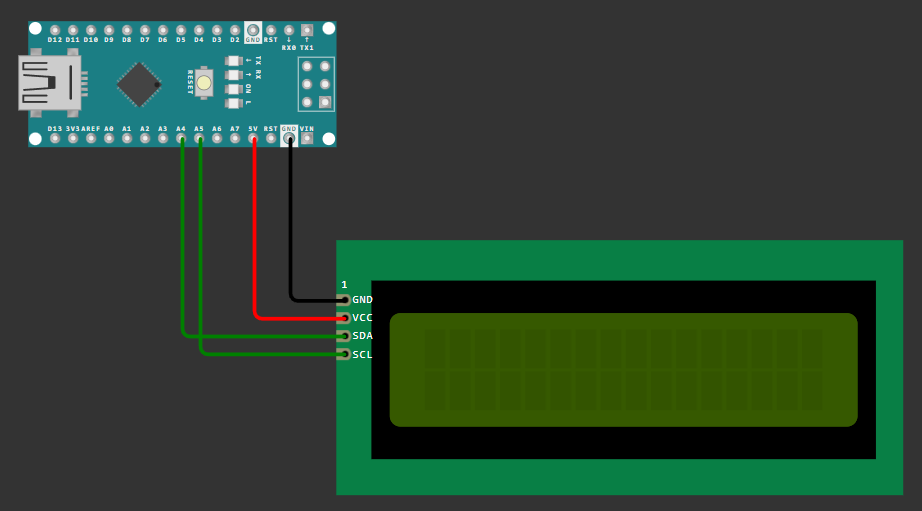 D12 D11 D10 D9 D8 D7 D6 D5 D4 D3 D2 GND RST
RX0 TX1
↓ ↑
TX RX
← →
ON L
RESET
D13 3V3 AREF A0 A1 A2 A3 A4 A5 A6 A7 5V RST GND VIN
1
GND
VCC
SDA
SCL